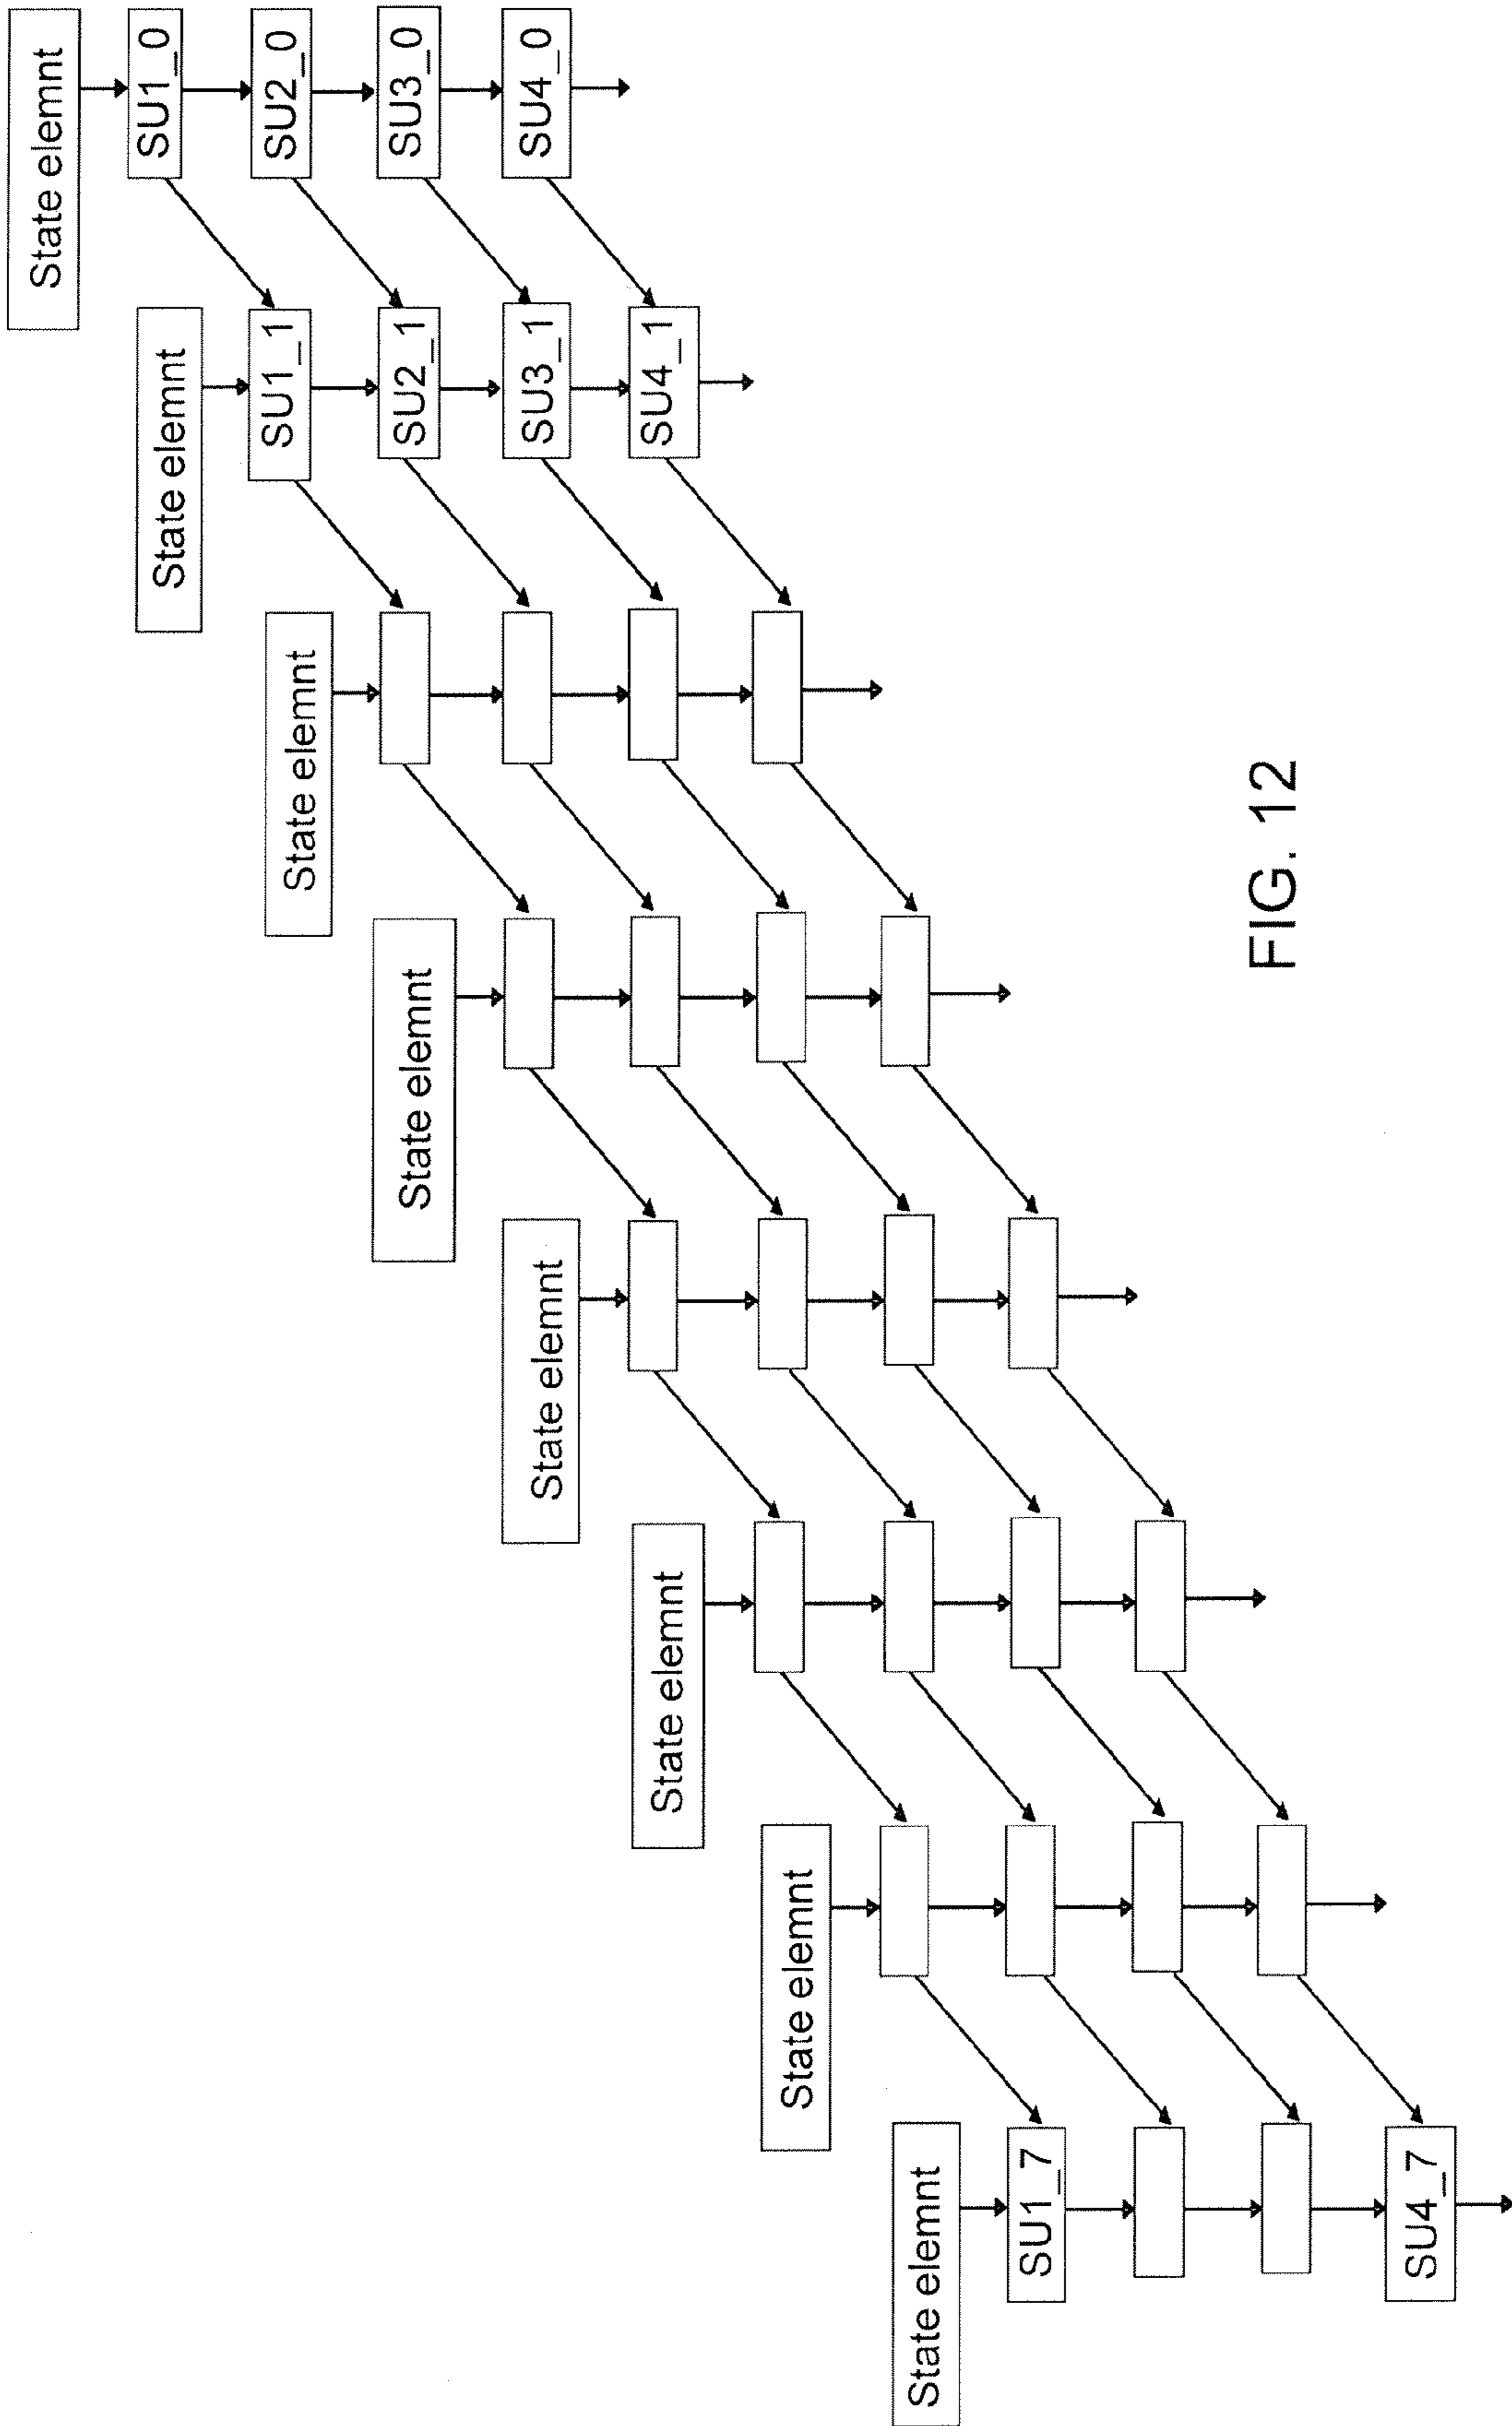 State elemnt
SU1_0
SU2_0
SU3_0
SU4_0
State elemnt
SU1_1
SU2_1
SU3_1
SU4_1
State elemnt
State elemnt
State elemnt
State elemnt
State elemnt
State elemnt
SU1_7
SU4_7
FIG. 12